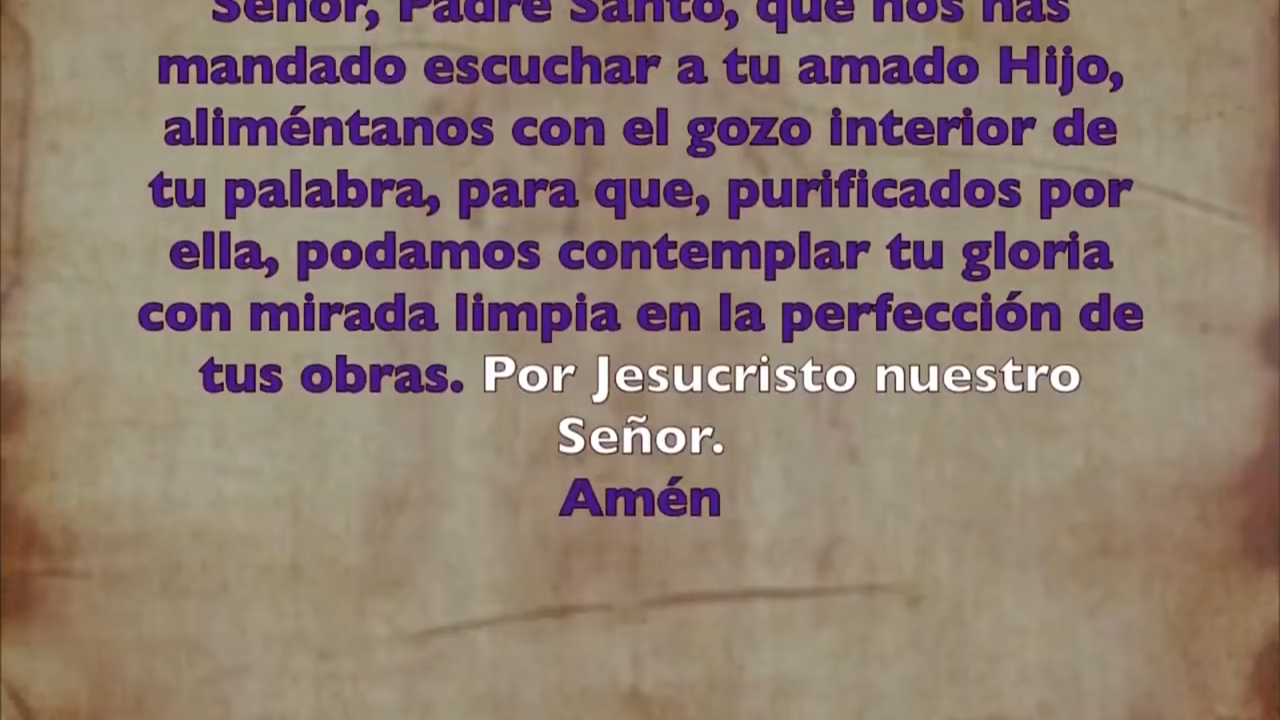 Señor, Padre Santo, que nos has
mandado escuchar a tu amado Hijo,
aliméntanos con el gozo interior de
tu palabra, para que, purificados por
ella, podamos contemplar tu gloria
con mirada limpia en la perfección de
tus obras. Por Jesucristo nuestro
Señor.
Amén